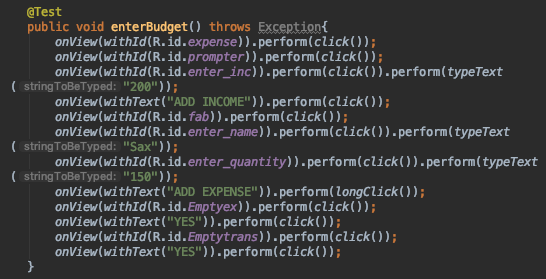 @Test
public void enterBudget() throws Exception{
onView(withId(R.id.expense)).perform(click());
onView(withId(R.id.prompter)).perform(click());
onView(withId(R.id.enter_inc)).perform(click()).perform(typeText
( stringToBeTyped: "200"));
onView(withText("ADD INCOME")).perform(click());
onView(withId(R.id.fab)).perform(click());
onView(withId(R.id.enter_name)).perform(click()).perform(typeText
( stringToBeTyped: "Sax"));
onView(withId(R.id.enter_quantity)).perform(click()).perform(typeText
( stringToBeTyped: "150"));
onView(withText("ADD EXPENSE")).perform(longClick());
onView(withId(R.id.Emptyex)).perform(click());
onView(withText("YES")).perform(click());
onView(withId(R.id.Emptytrans)).perform(click());
onView(withText("YES")).perform(click());
}